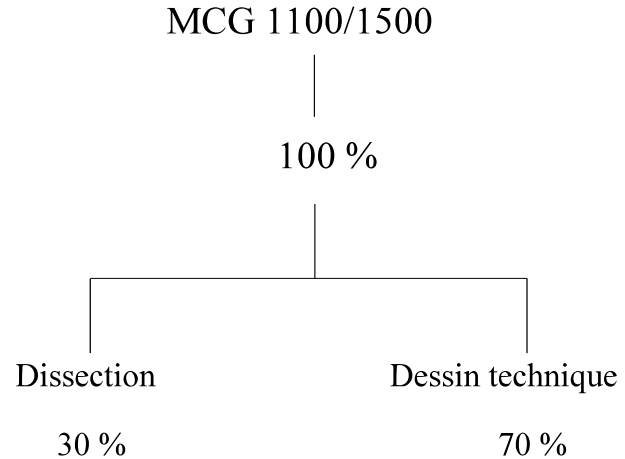 MCG 1100/1500
100 %
Dissection
Dessin technique
30 %
70 %